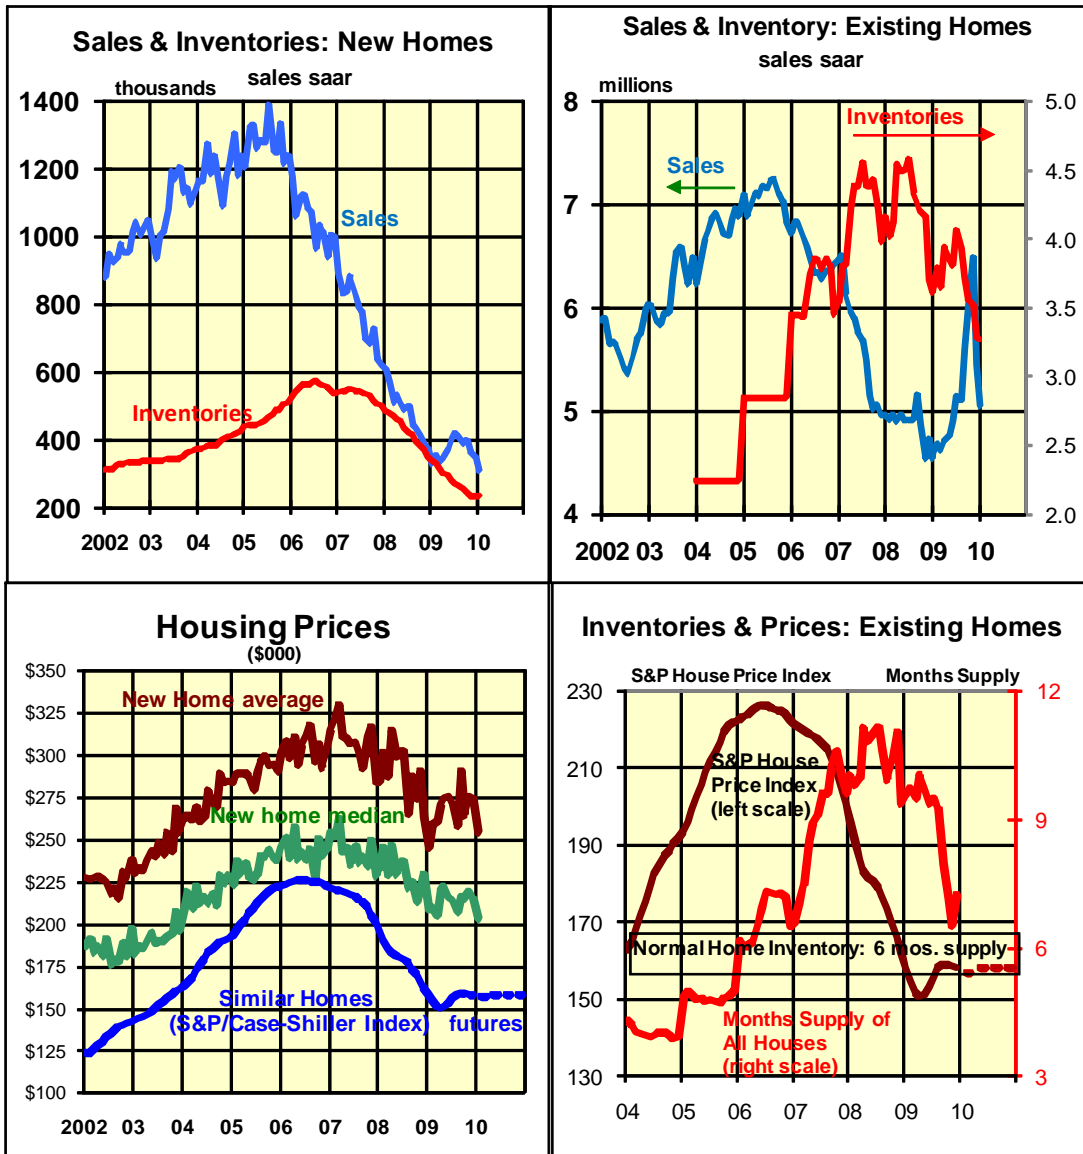 Sales & Inventories: New Homes
sales saar
thousands
1400
1200
1000
800
600
400
200
Sales
Inventories
2002 03 04 05 06 07 08 09 10
Sales & Inventory: Existing Homes
sales saar
millions
8
7
6
5
4
5.0
4.5
4.0
3.5
3.0
2.5
2.0
Inventories
Sales
2002 03 04 05 06 07 08 09 10
Housing Prices
($000)
$350
$325
$300
$275
$250
$225
$200
$175
$150
$125
$100
New Home average
New home median
Similar Homes
(S&P/Case-Shiller Index) futures
2002 03 04 05 06 07 08 09 10
Inventories & Prices: Existing Homes
S&P House Price Index Months Supply
230
210
190
170
150
130
12
9
6
3
S&P House
Price Index
(left scale)
Normal Home Inventory: 6 mos. supply
Months Supply of
All Houses
(right scale)
04 05 06 07 08 09 10